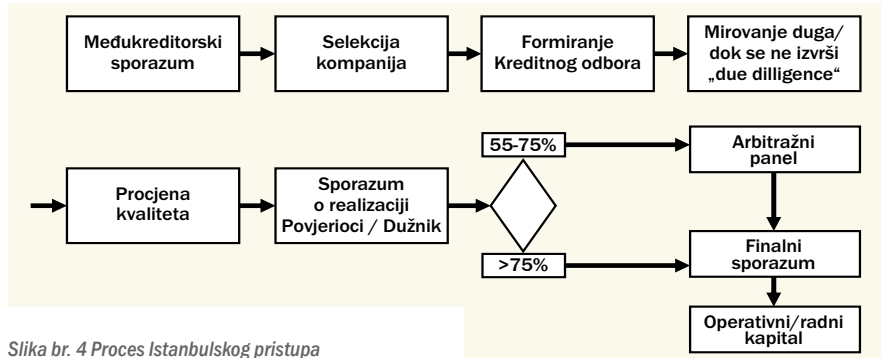 Međukreditorski
sporazum
Selekcija
kompanija
Formiranje
Kreditnog odbora
Mirovanje duga/
dok se ne izvrši
„due dilligence“
Procjena
kvaliteta
Sporazum
o realizaciji
Povjerioci / Dužnik
55-75%
>75%
Arbitražni
panel
Finalni
sporazum
Operativni/radni
kapital
Slika br. 4 Proces Istanbulskog pristupa